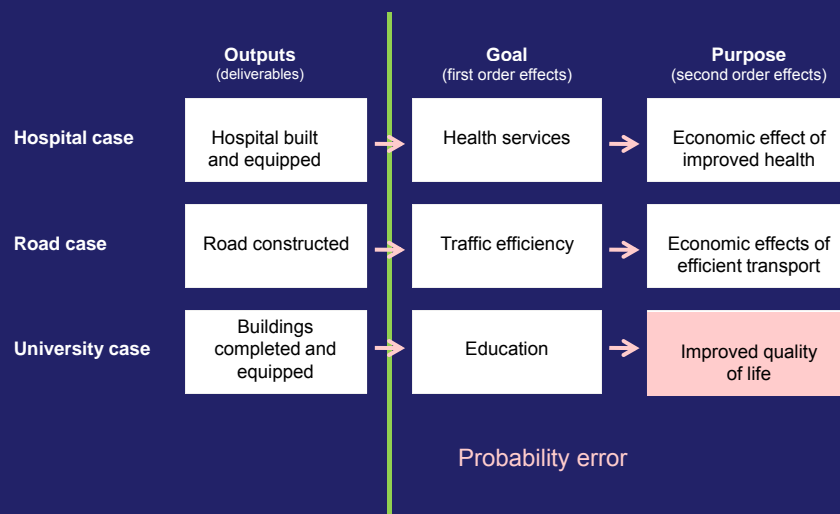 Outputs
(deliverables)
Goal
(first order effects)
Purpose
(second order effects)
Hospital case
Hospital built
and equipped
Health services
Economic effect of
improved health
Road case
Road constructed
Traffic efficiency
Economic effects of
efficient transport
University case
Buildings
completed and
equipped
Education
Improved quality
of life
Probability error